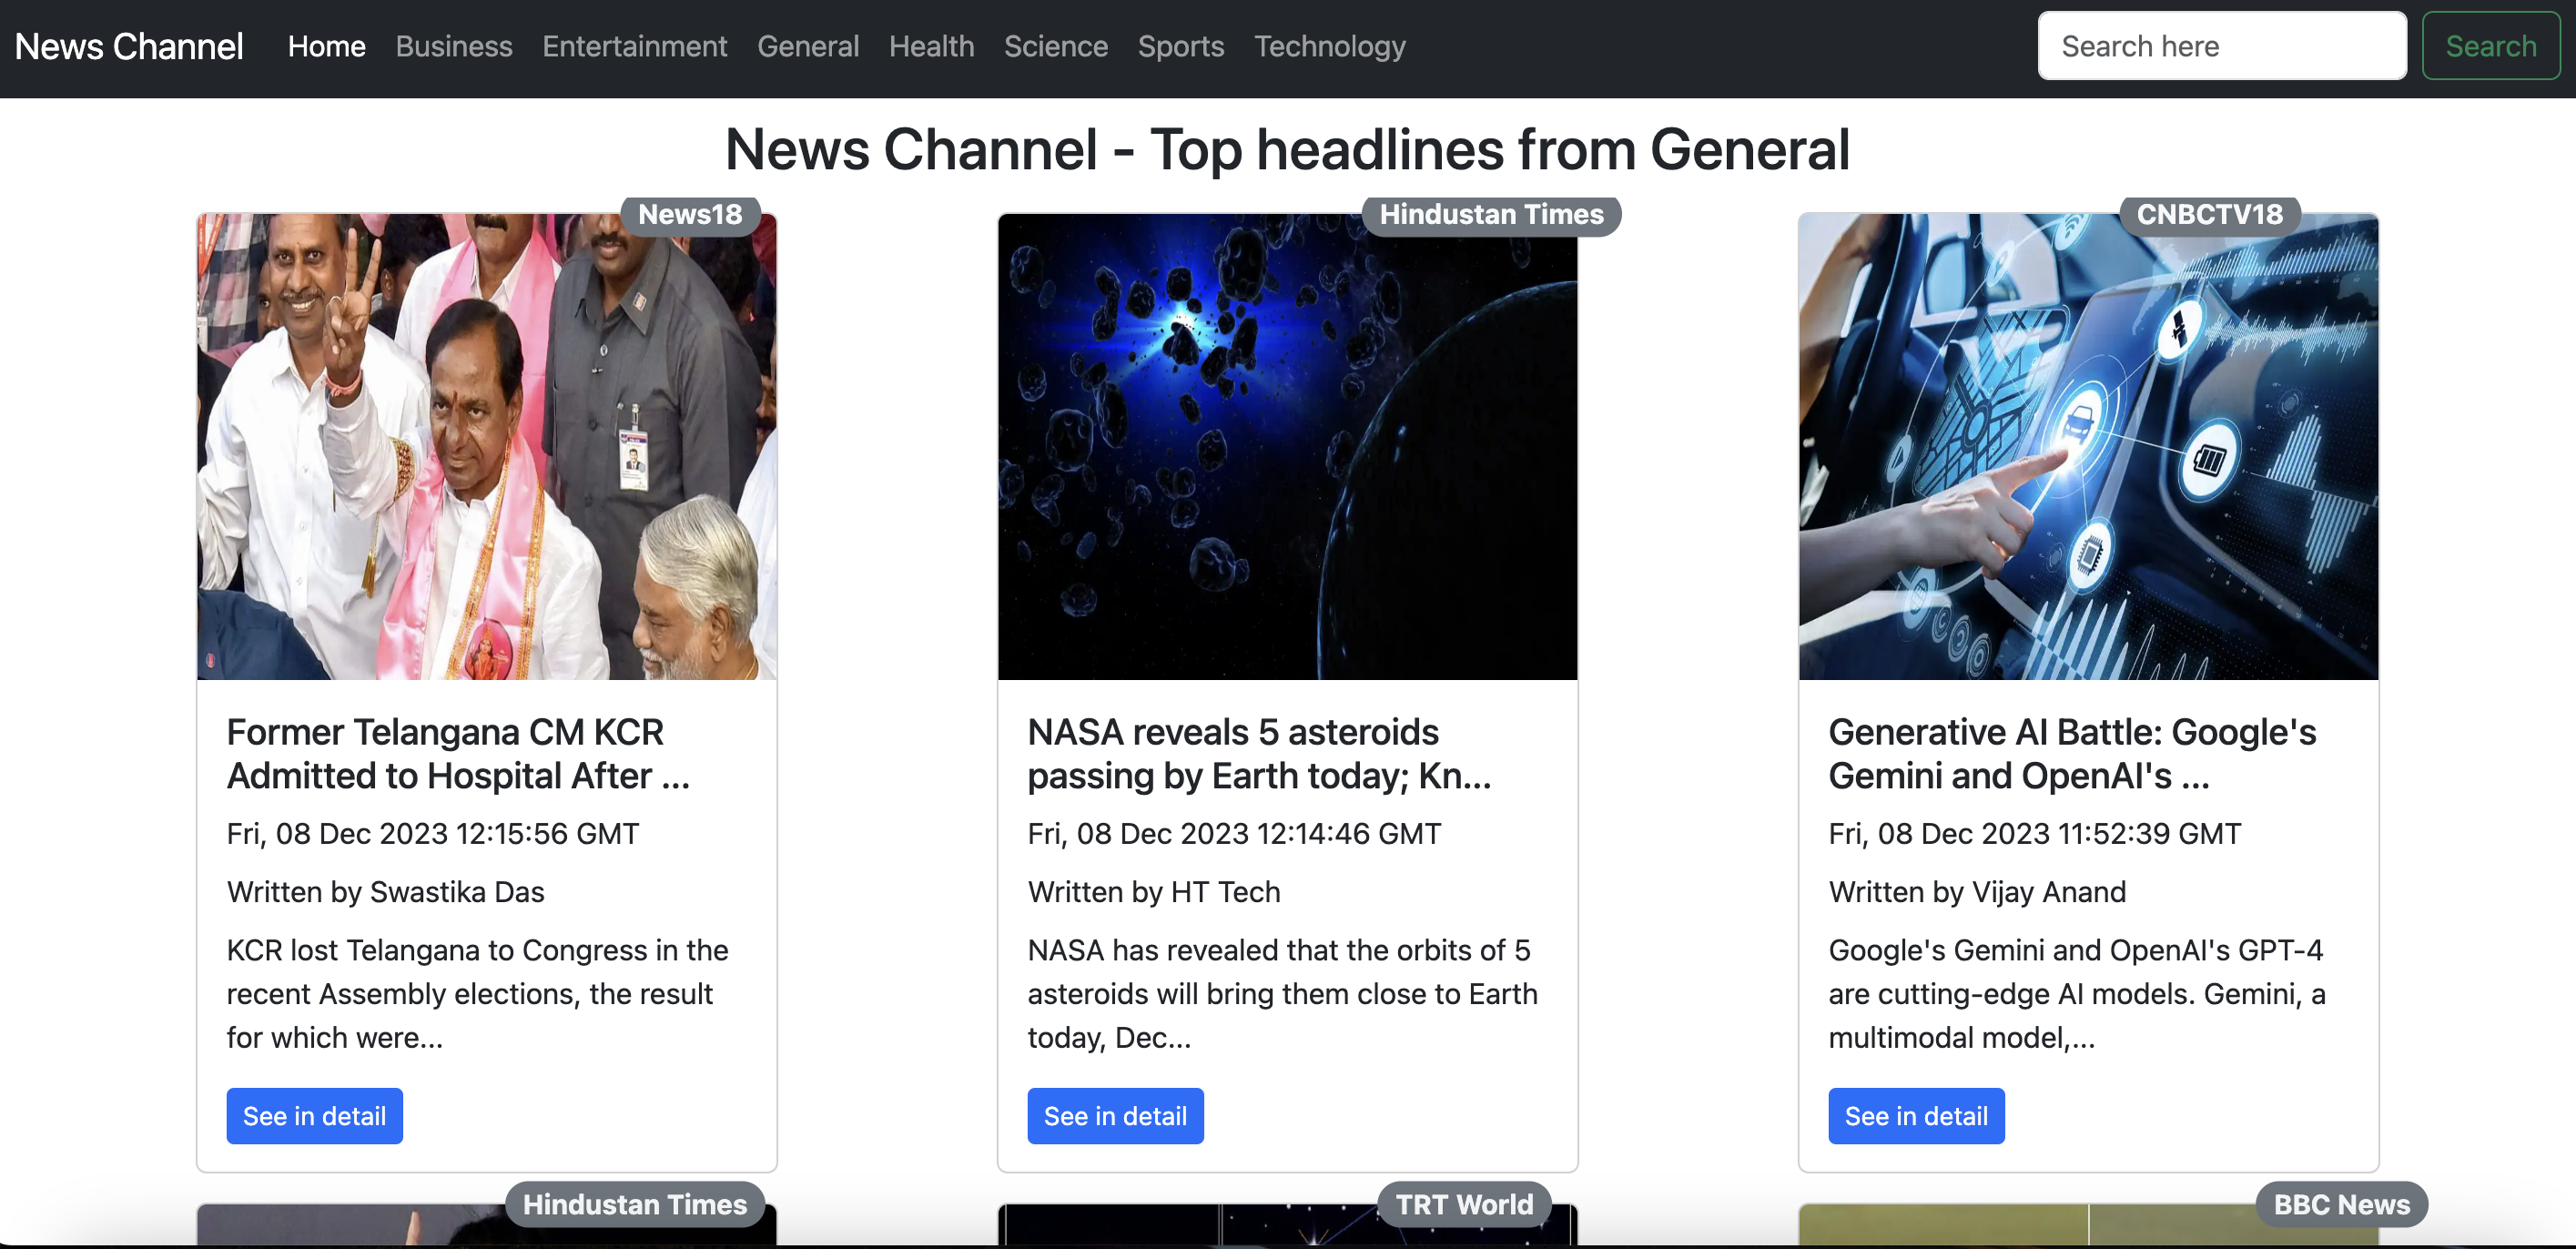 News Channel Home Business Entertainment General Health Science Sports Technology Search here Search
News Channel - Top headlines from General
News18
Former Telangana CM KCR
Admitted to Hospital After ...
Fri, 08 Dec 2023 12:15:56 GMT
Written by Swastika Das
KCR lost Telangana to Congress in the
recent Assembly elections, the result
for which were...
See in detail
Hindustan Times
NASA reveals 5 asteroids
passing by Earth today; Kn...
Fri, 08 Dec 2023 12:14:46 GMT
Written by HT Tech
NASA has revealed that the orbits of 5
asteroids will bring them close to Earth
today, Dec...
See in detail
CNBCTV18
Generative AI Battle: Google's
Gemini and OpenAI's ...
Fri, 08 Dec 2023 11:52:39 GMT
Written by Vijay Anand
Google's Gemini and OpenAI's GPT-4
are cutting-edge AI models. Gemini, a
multimodal model,...
See in detail
Hindustan Times
TRT World
BBC News